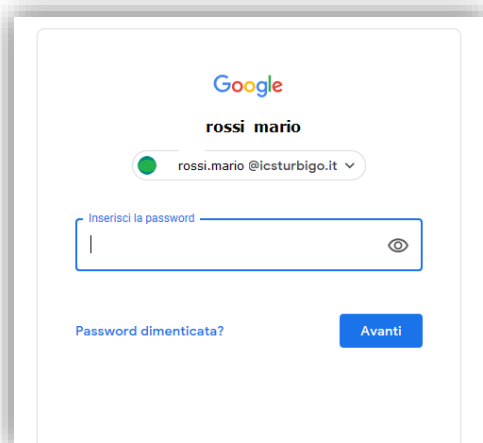 Google
rossi mario
rossi.mario @icsturbigo.it
Inserisci la password
Password dimenticata?
Avanti